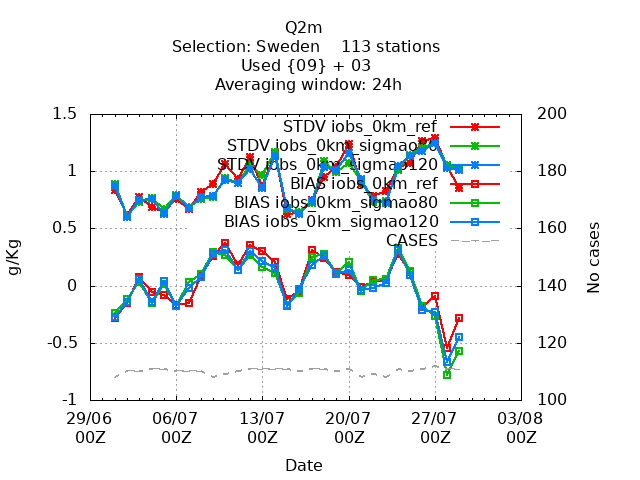 Q2m
Selection: Sweden 113 stations
Used {09} + 03
Averaging window: 24h
1.5
1
0.5
0
-0.5
-1
g/Kg
200
180
160
140
120
100
No cases
STDV iobs_0km_ref
STDV iobs_0km_sigmao80
STDV iobs_0km_sigmao120
BIAS iobs_0km_ref
BIAS iobs_0km_sigmao80
BIAS iobs_0km_sigmao120
CASES
29/06 06/07 13/07 20/07 27/07 03/08
00Z 00Z 00Z 00Z 00Z 00Z
Date